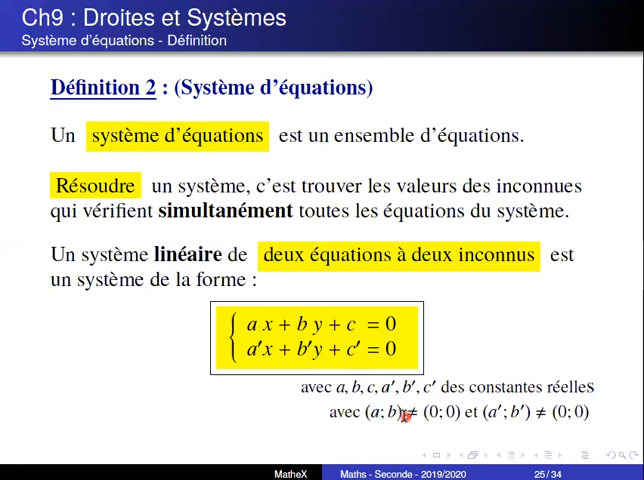 Ch9 : Droites et Systèmes
Système d'équations - Définition
Définition 2 : (Système d'équations)
Un système d'équations est un ensemble d'équations.
Résoudre un système, c'est trouver les valeurs des inconnues
qui vérifient simultanément toutes les équations du système.
Un système linéaire de deux équations à deux inconnus est
un système de la forme :
a x + b y + c = 0
a′x + b′y + c′ = 0
avec a, b, c, a′, b′, c′ des constantes réelles
avec (a; b) ≠ (0; 0) et (a′; b′) ≠ (0; 0)
MatheX Maths - Seconde - 2019/2020 25 / 34